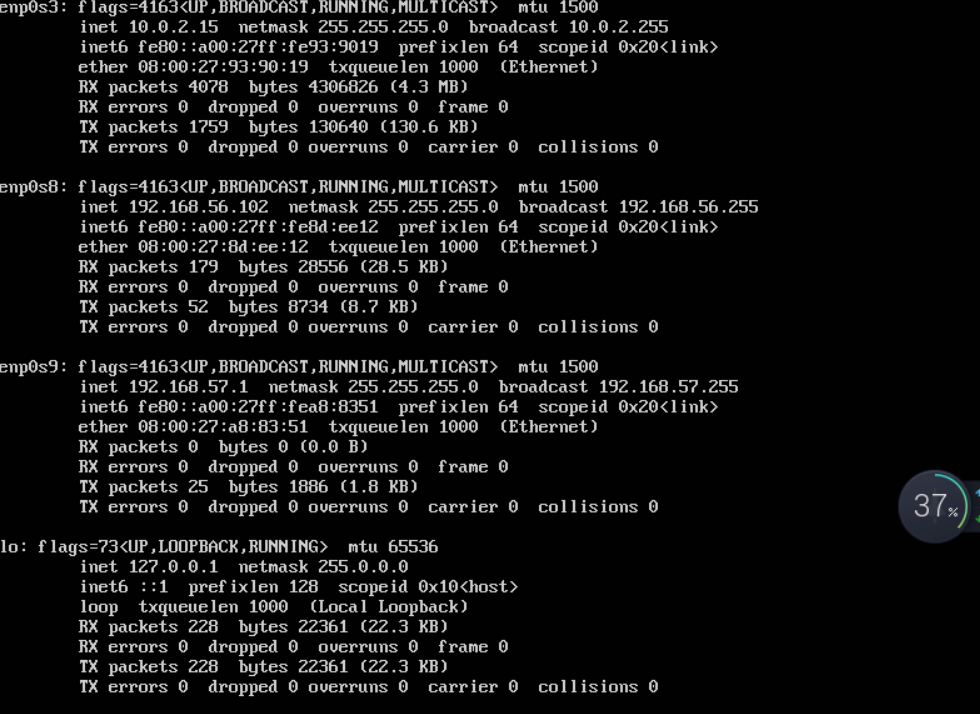 enp0s3: flags=4163<UP,BROADCAST,RUNNING,MULTICAST>  mtu 1500
        inet 10.0.2.15  netmask 255.255.255.0  broadcast 10.0.2.255
        inet6 fe80::a00:27ff:fe93:9019  prefixlen 64  scopeid 0x20<link>
        ether 08:00:27:93:90:19  txqueuelen 1000  (Ethernet)
        RX packets 4078  bytes 4306826 (4.3 MB)
        RX errors 0  dropped 0  overruns 0  frame 0
        TX packets 1759  bytes 130640 (130.6 KB)
        TX errors 0  dropped 0 overruns 0  carrier 0  collisions 0

enp0s8: flags=4163<UP,BROADCAST,RUNNING,MULTICAST>  mtu 1500
        inet 192.168.56.102  netmask 255.255.255.0  broadcast 192.168.56.255
        inet6 fe80::a00:27ff:fe8d:ee12  prefixlen 64  scopeid 0x20<link>
        ether 08:00:27:8d:ee:12  txqueuelen 1000  (Ethernet)
        RX packets 179  bytes 28556 (28.5 KB)
        RX errors 0  dropped 0  overruns 0  frame 0
        TX packets 52  bytes 8734 (8.7 KB)
        TX errors 0  dropped 0 overruns 0  carrier 0  collisions 0

enp0s9: flags=4163<UP,BROADCAST,RUNNING,MULTICAST>  mtu 1500
        inet 192.168.57.1  netmask 255.255.255.0  broadcast 192.168.57.255
        inet6 fe80::a00:27ff:fea8:8351  prefixlen 64  scopeid 0x20<link>
        ether 08:00:27:a8:83:51  txqueuelen 1000  (Ethernet)
        RX packets 0  bytes 0 (0.0 B)
        RX errors 0  dropped 0  overruns 0  frame 0
        TX packets 25  bytes 1886 (1.8 KB)
        TX errors 0  dropped 0 overruns 0  carrier 0  collisions 0
37%

lo: flags=73<UP,LOOPBACK,RUNNING>  mtu 65536
        inet 127.0.0.1  netmask 255.0.0.0
        inet6 ::1  prefixlen 128  scopeid 0x10<host>
        loop  txqueuelen 1000  (Local Loopback)
        RX packets 228  bytes 22361 (22.3 KB)
        RX errors 0  dropped 0  overruns 0  frame 0
        TX packets 228  bytes 22361 (22.3 KB)
        TX errors 0  dropped 0 overruns 0  carrier 0  collisions 0